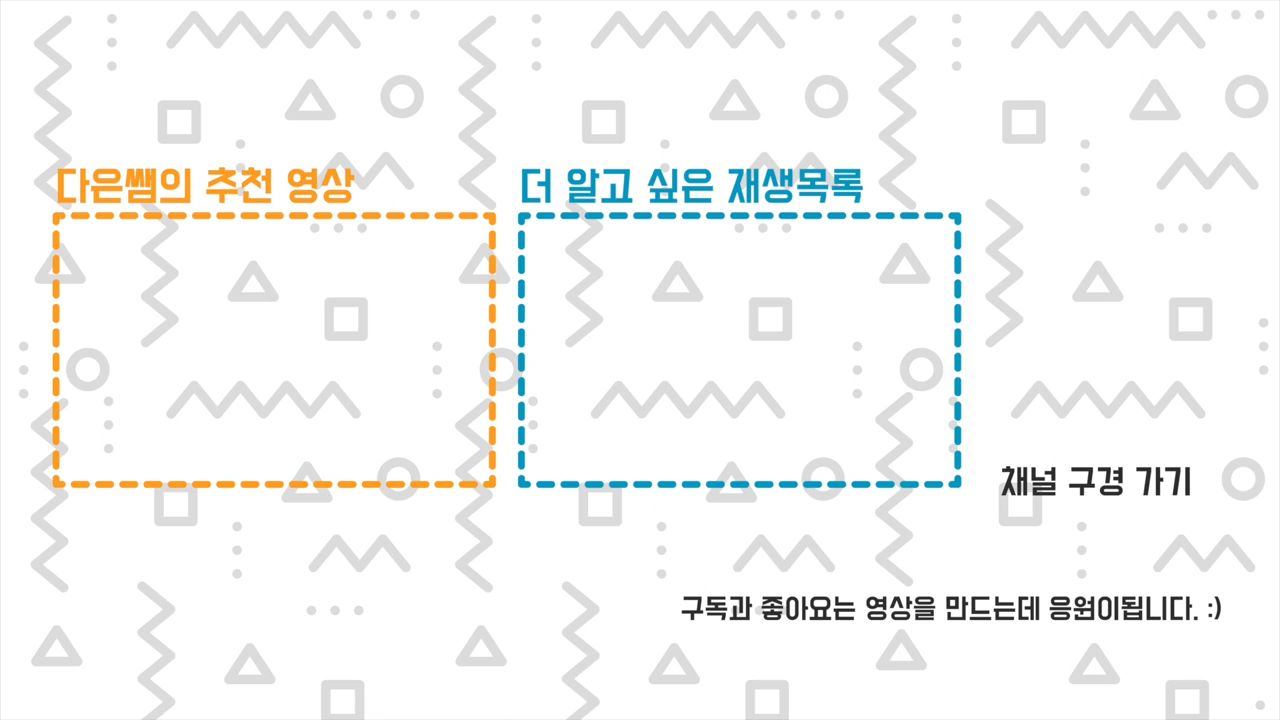 다은쌤의 추천 영상
더 알고 싶은 재생목록
채널 구경 가기
구독과 좋아요는 영상을 만드는데 응원이됩니다. :)